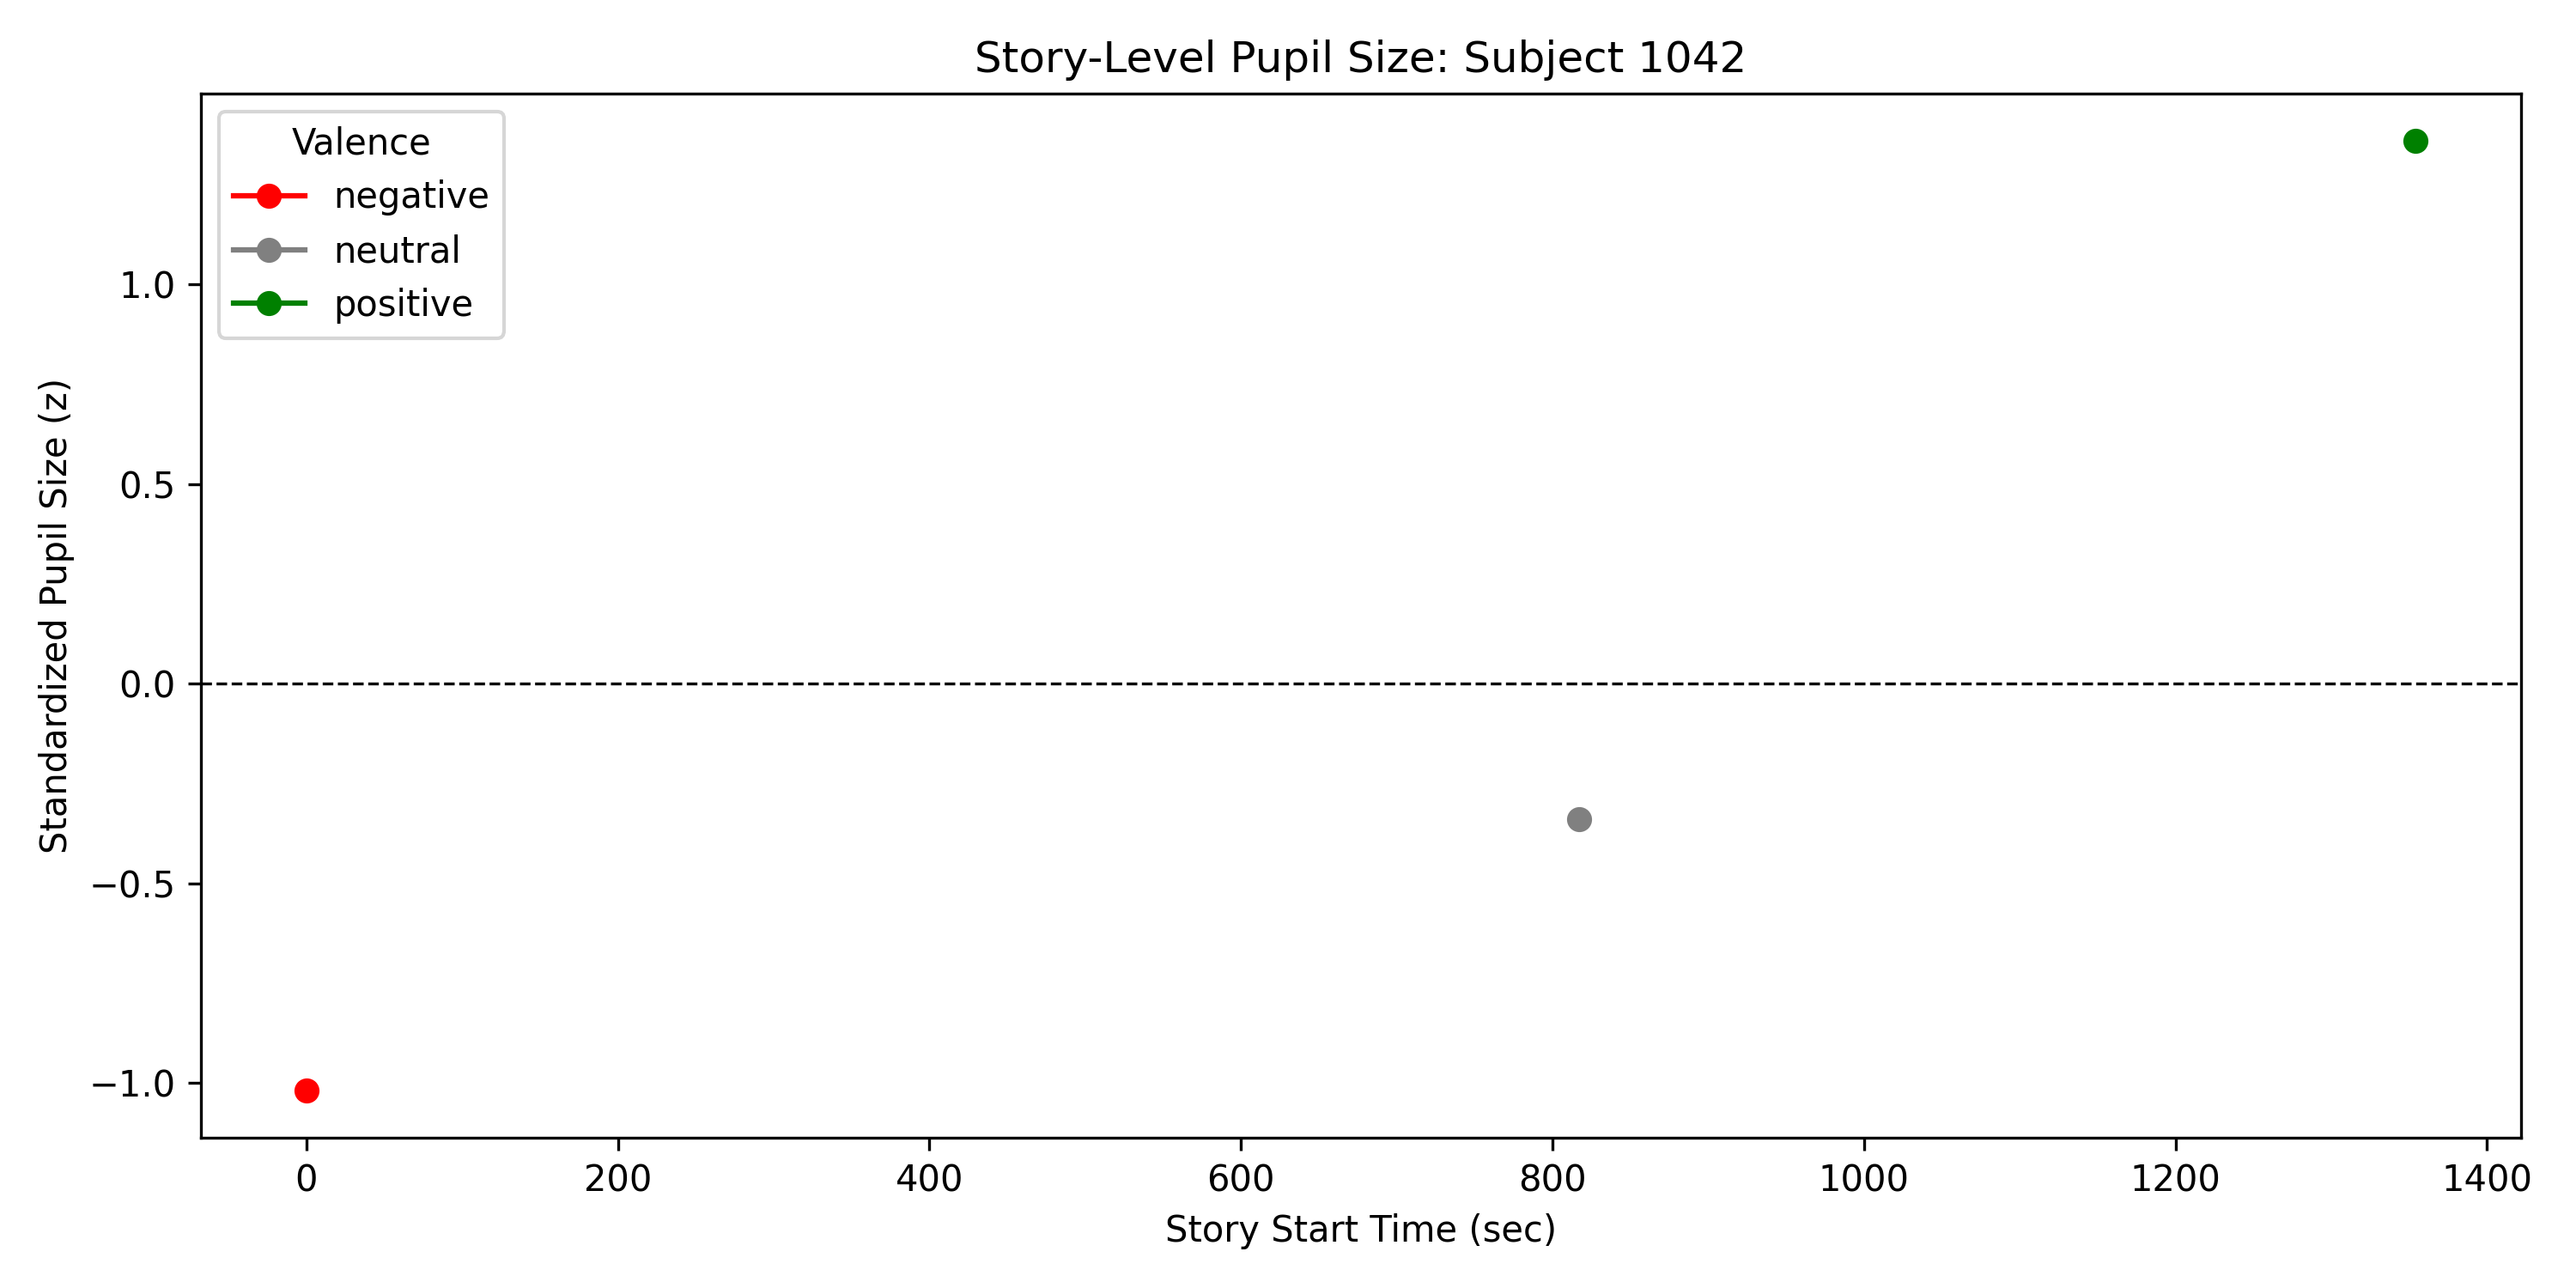 Story-Level Pupil Size: Subject 1042
Valence
negative
neutral
positive
Standardized Pupil Size (z)
1.0
0.5
0.0
−0.5
−1.0
0 200 400 600 800 1000 1200 1400
Story Start Time (sec)